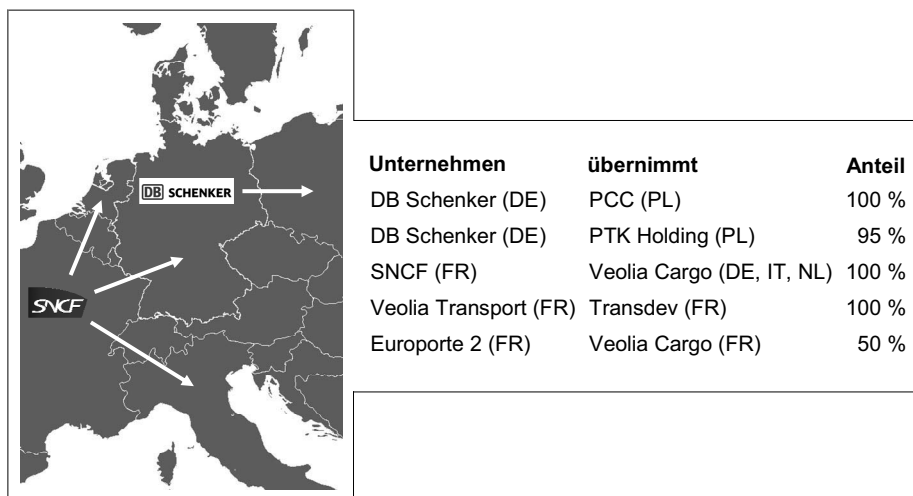 DB SCHENKER
SNCF
Unternehmen übernimmt Anteil
DB Schenker (DE) PCC (PL) 100 %
DB Schenker (DE) PTK Holding (PL) 95 %
SNCF (FR) Veolia Cargo (DE, IT, NL) 100 %
Veolia Transport (FR) Transdev (FR) 100 %
Europorte 2 (FR) Veolia Cargo (FR) 50 %